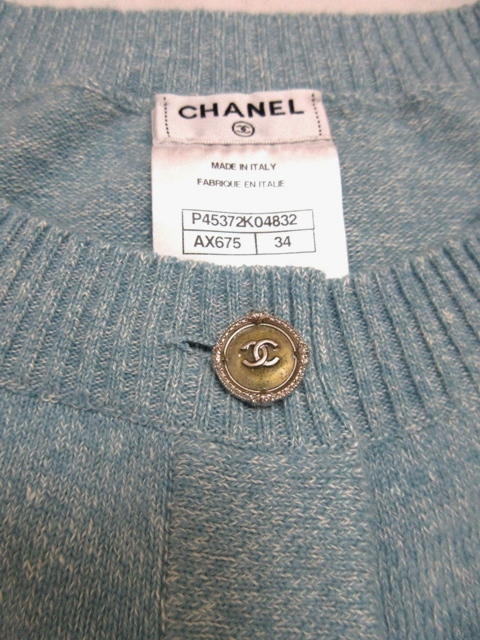 CHANEL
MADE IN ITALY
FABRIQUE EN ITALIE
P45372K04832
AX675 34